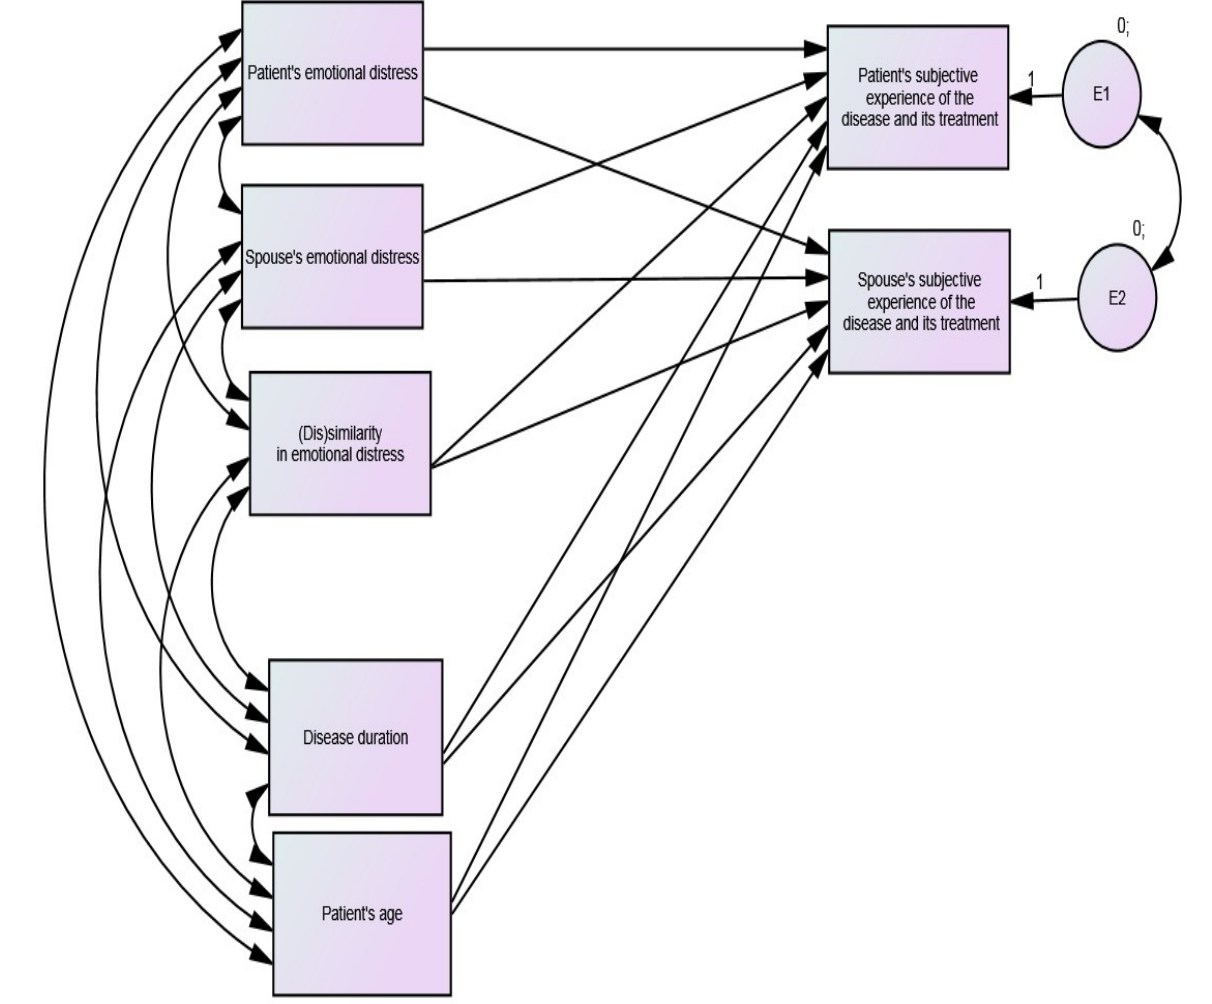 Patient's emotional distress
Spouse's emotional distress
(Dis)similarity
in emotional distress
Disease duration
Patient's age
Patient's subjective
experience of the
disease and its treatment
Spouse's subjective
experience of the
disease and its treatment
0;
1
E1
0;
1
E2